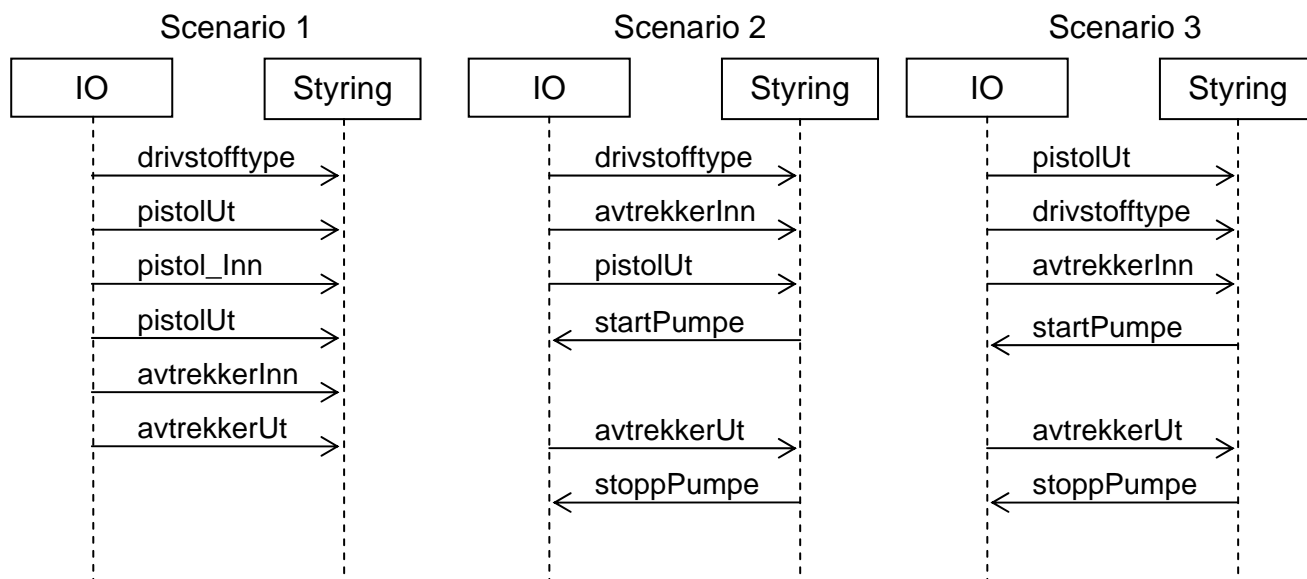 Scenario 1
IO
Styring
drivstofftype
pistolUt
pistol_Inn
pistolUt
avtrekkerInn
avtrekkerUt
Scenario 2
IO
Styring
drivstofftype
avtrekkerInn
pistolUt
startPumpe
avtrekkerUt
stoppPumpe
Scenario 3
IO
Styring
pistolUt
drivstofftype
avtrekkerInn
startPumpe
avtrekkerUt
stoppPumpe